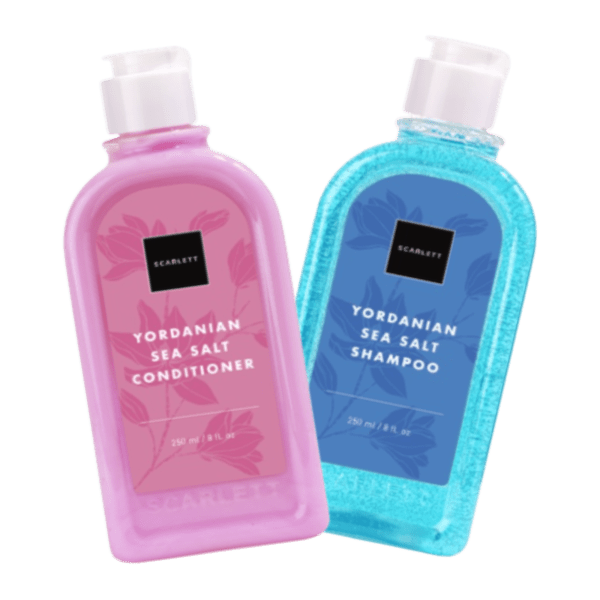 SCARLETT
YORDANIAN
SEA SALT
CONDITIONER
250 ml / 8 fl. oz
SCARLETT
SCARLETT
YORDANIAN
SEA SALT
SHAMPOO
250 ml / 8 fl. oz